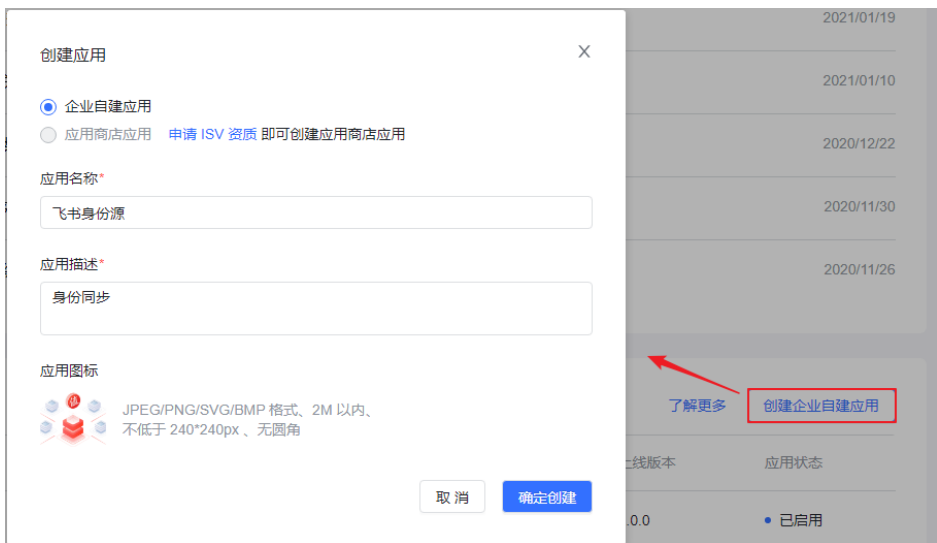 创建应用
企业自建应用
应用商店应用 申请 ISV 资质 即可创建应用商店应用
应用名称*
飞书身份源
应用描述*
身份同步
应用图标
JPEG/PNG/SVG/BMP 格式、2M 以内、
不低于 240*240px 、无圆角
取 消 确定创建
2021/01/19
2021/01/10
2020/12/22
2020/11/30
2020/11/26
了解更多 创建企业自建应用
线版本 应用状态
.0.0 已启用